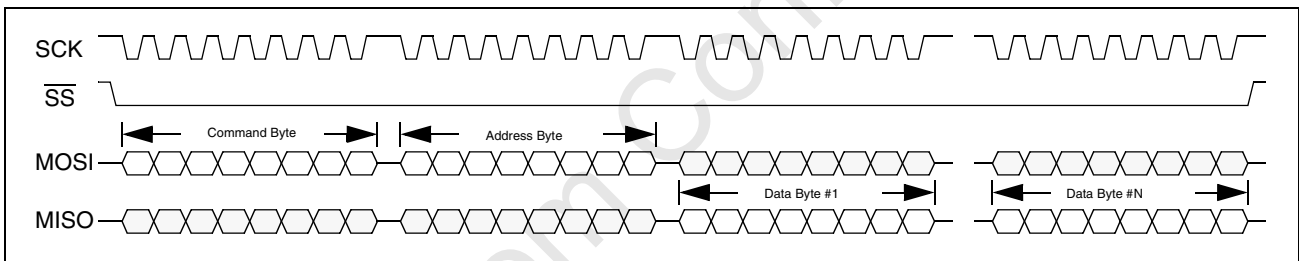 SCK
SS
Command Byte
Address Byte
MOSI
Data Byte #1
Data Byte #N
MISO